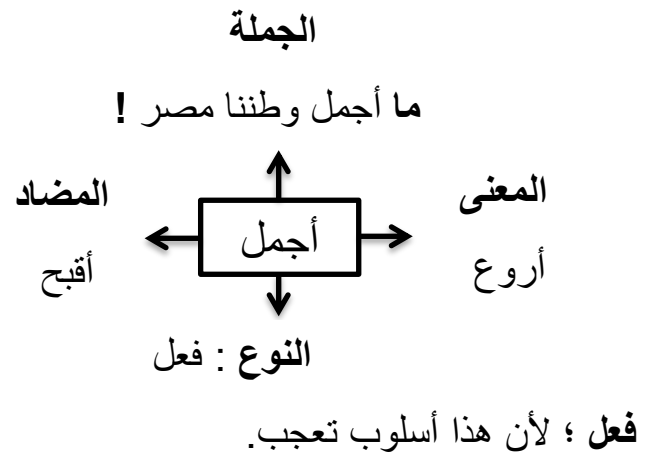 الجملة
ما أجمل وطننا مصر !
المعنى
أروع
أجمل
المضاد
أقبح
النوع : فعل
فعل ؛ لأن هذا أسلوب تعجب.